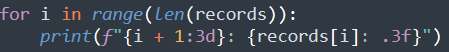 for i in range(len(records)):
    print(f"{i + 1:3d}: {records[i]: .3f}")